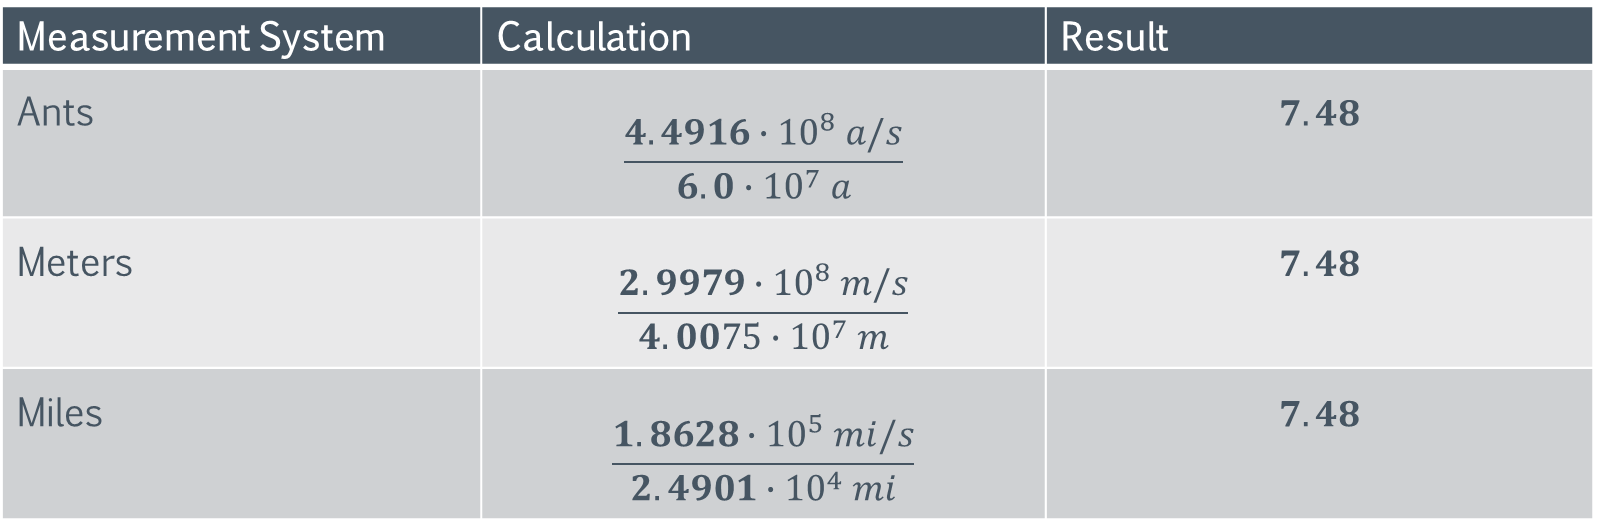 Measurement System Calculation Result
Ants 4.4916 · 10⁸ a/s 7.48
6.0 · 10⁷ a
Meters 2.9979 · 10⁸ m/s 7.48
4.0075 · 10⁷ m
Miles 1.8628 · 10⁵ mi/s 7.48
2.4901 · 10⁴ mi